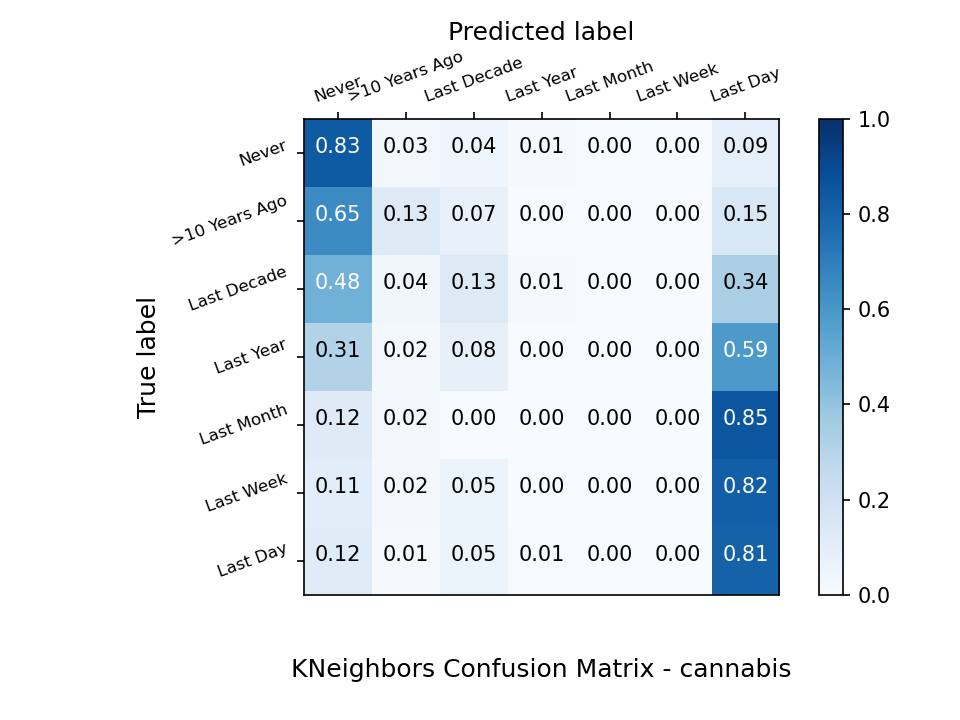 Predicted label
Never >10 Years Ago Last Decade Last Year Last Month Last Week Last Day
Never 0.83 0.03 0.04 0.01 0.00 0.00 0.09
>10 Years Ago 0.65 0.13 0.07 0.00 0.00 0.00 0.15
Last Decade 0.48 0.04 0.13 0.01 0.00 0.00 0.34
Last Year 0.31 0.02 0.08 0.00 0.00 0.00 0.59
Last Month 0.12 0.02 0.00 0.00 0.00 0.00 0.85
Last Week 0.11 0.02 0.05 0.00 0.00 0.00 0.82
Last Day 0.12 0.01 0.05 0.01 0.00 0.00 0.81
True label
1.0
0.8
0.6
0.4
0.2
0.0
KNeighbors Confusion Matrix - cannabis